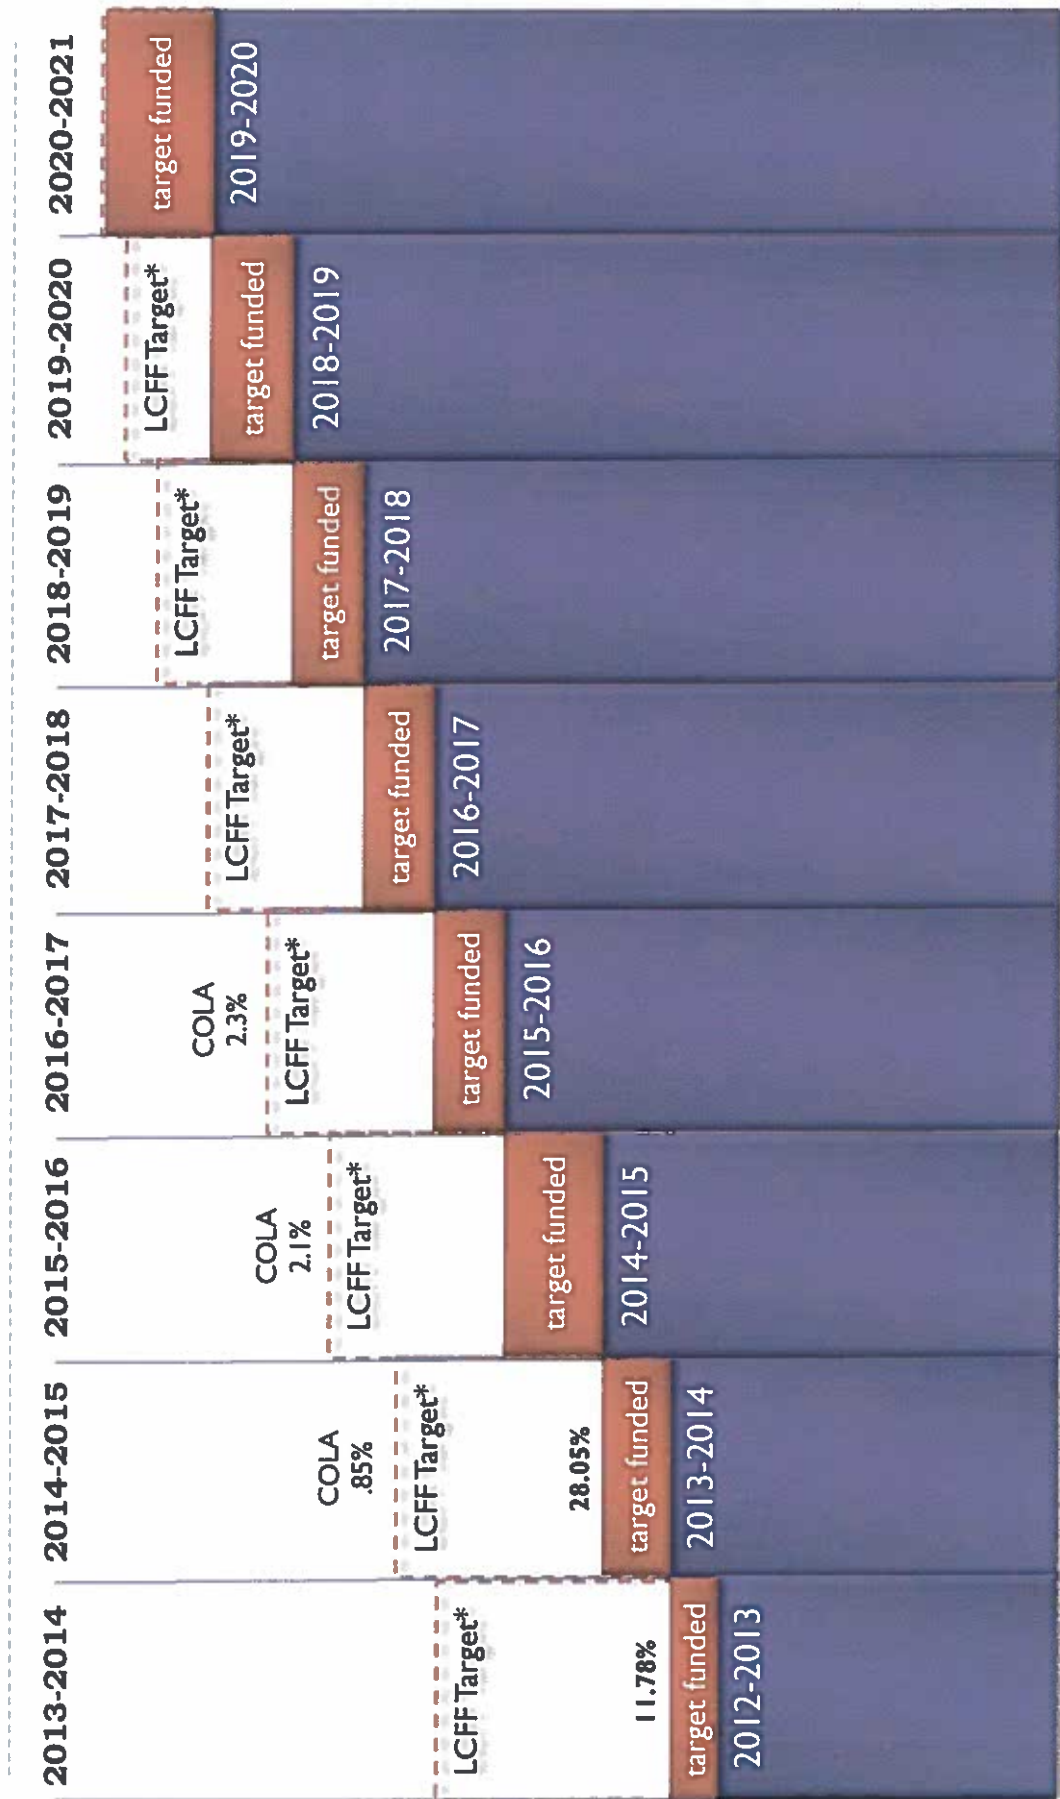 2013-2014
2014-2015
2015-2016
2016-2017
2017-2018
2018-2019
2019-2020
2020-2021
LCFF Target*
11.78%
target funded
2012-2013
COLA
.85%
LCFF Target*
28.05%
target funded
2013-2014
COLA
2.1%
LCFF Target*
target funded
2014-2015
COLA
2.3%
LCFF Target*
target funded
2015-2016
LCFF Target*
target funded
2016-2017
LCFF Target*
target funded
2017-2018
LCFF Target*
target funded
2018-2019
target funded
2019-2020